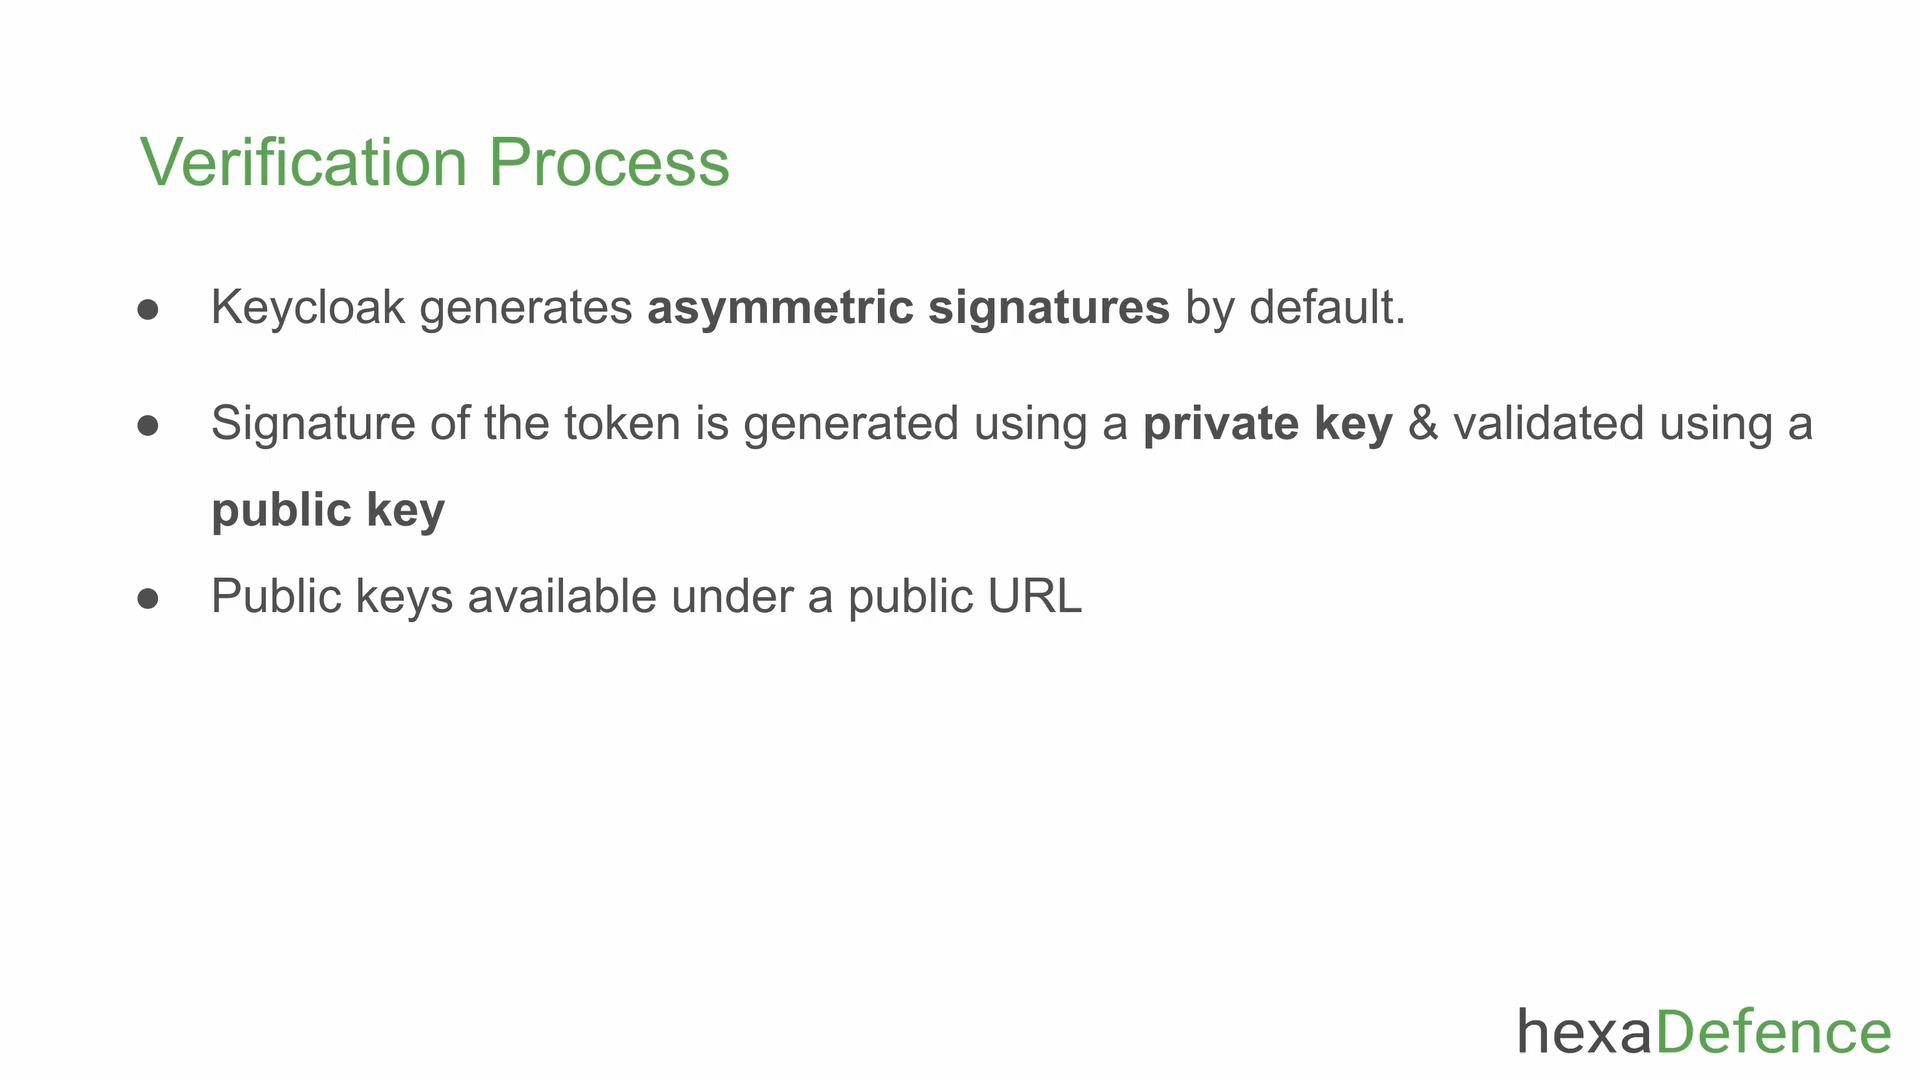 Verification Process
● Keycloak generates asymmetric signatures by default.
● Signature of the token is generated using a private key & validated using a
public key
● Public keys available under a public URL
hexaDefence